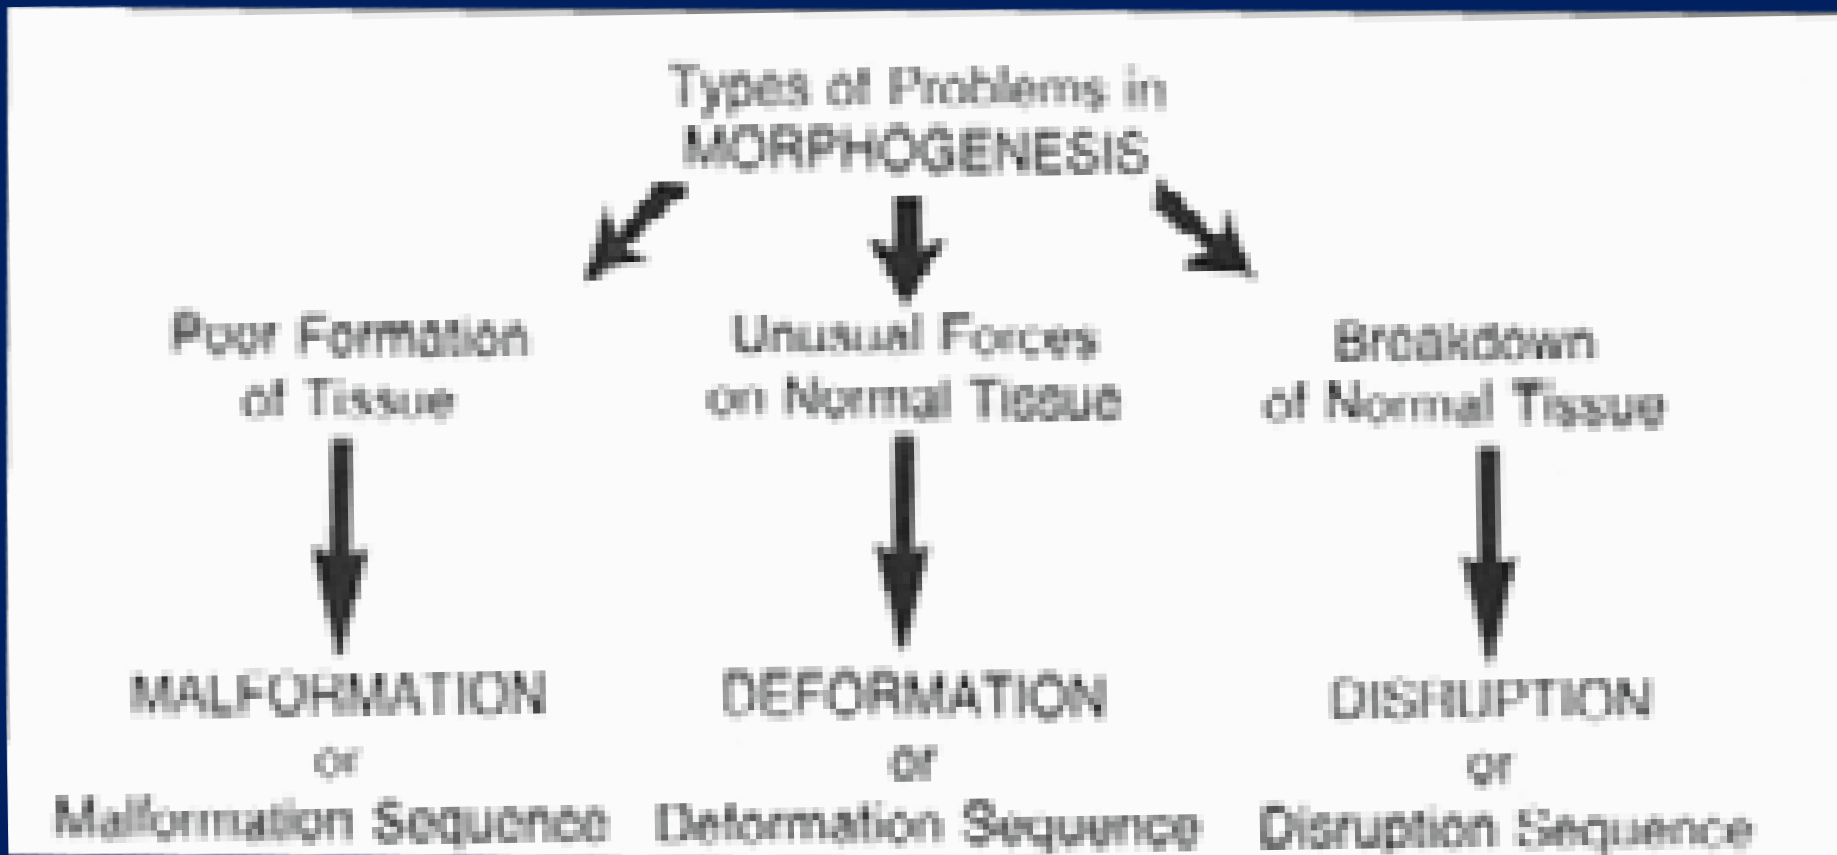 Types of Problems in
MORPHOGENESIS
Poor Formation
of Tissue
Unusual Forces
on Normal Tissue
Breakdown
of Normal Tissue
MALFORMATION
or
Malformation Sequence
DEFORMATION
or
Deformation Sequence
DISRUPTION
or
Disruption Sequence